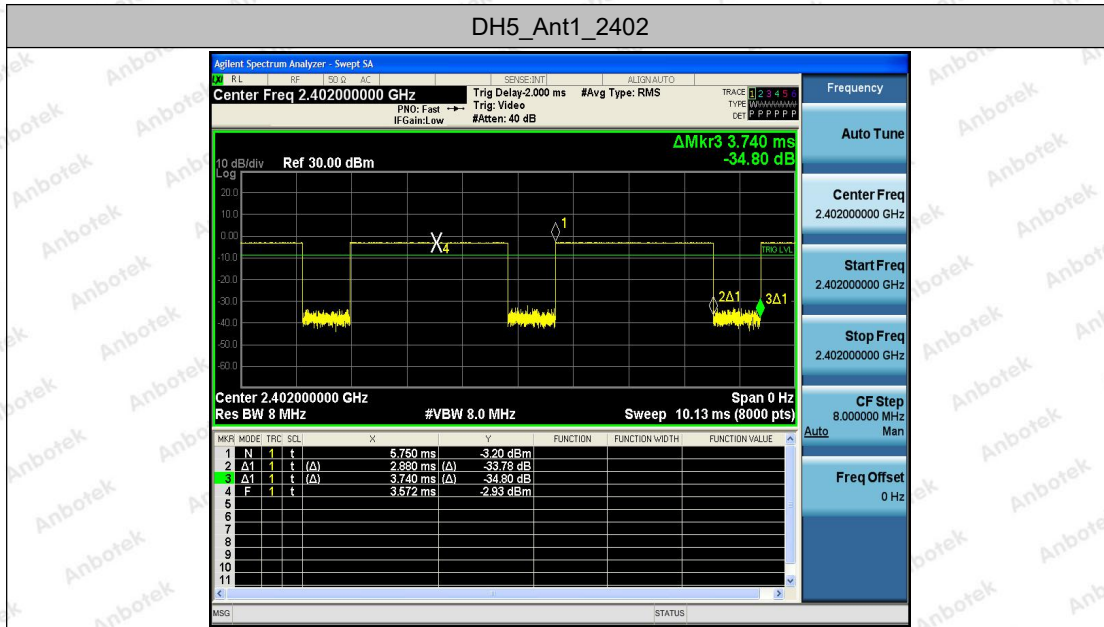 DH5_Ant1_2402
Agilent Spectrum Analyzer - Swept SA
LXI RL RF 50 Ω AC SENSE:INT ALIGNAUTO
Center Freq 2.402000000 GHz
PNO: Fast
IFGain:Low
Trig Delay-2.000 ms
Trig: Video
#Atten: 40 dB
#Avg Type: RMS
TRACE 1 2 3 4 5 6
TYPE
DET P P P P P P
ΔMkr3 3.740 ms
-34.80 dB
10 dB/div Ref 30.00 dBm
Log
20.0
10.0
0.00
-10.0
-20.0
-30.0
-40.0
-50.0
-60.0
1
4
TRIG LVL
2Δ1
3Δ1
Center 2.402000000 GHz Span 0 Hz
Res BW 8 MHz #VBW 8.0 MHz Sweep 10.13 ms (8000 pts)
MKR MODE TRC SCL X Y FUNCTION FUNCTION WIDTH FUNCTION VALUE
1 N 1 t 5.750 ms -3.20 dBm
2 Δ1 1 t (Δ) 2.880 ms (Δ) -33.78 dB
3 Δ1 1 t (Δ) 3.740 ms (Δ) -34.80 dB
4 F 1 t 3.572 ms -2.93 dBm
5
6
7
8
9
10
11
MSG STATUS
Frequency
Auto Tune
Center Freq
2.402000000 GHz
Start Freq
2.402000000 GHz
Stop Freq
2.402000000 GHz
CF Step
8.000000 MHz
Auto Man
Freq Offset
0 Hz
Anbotek